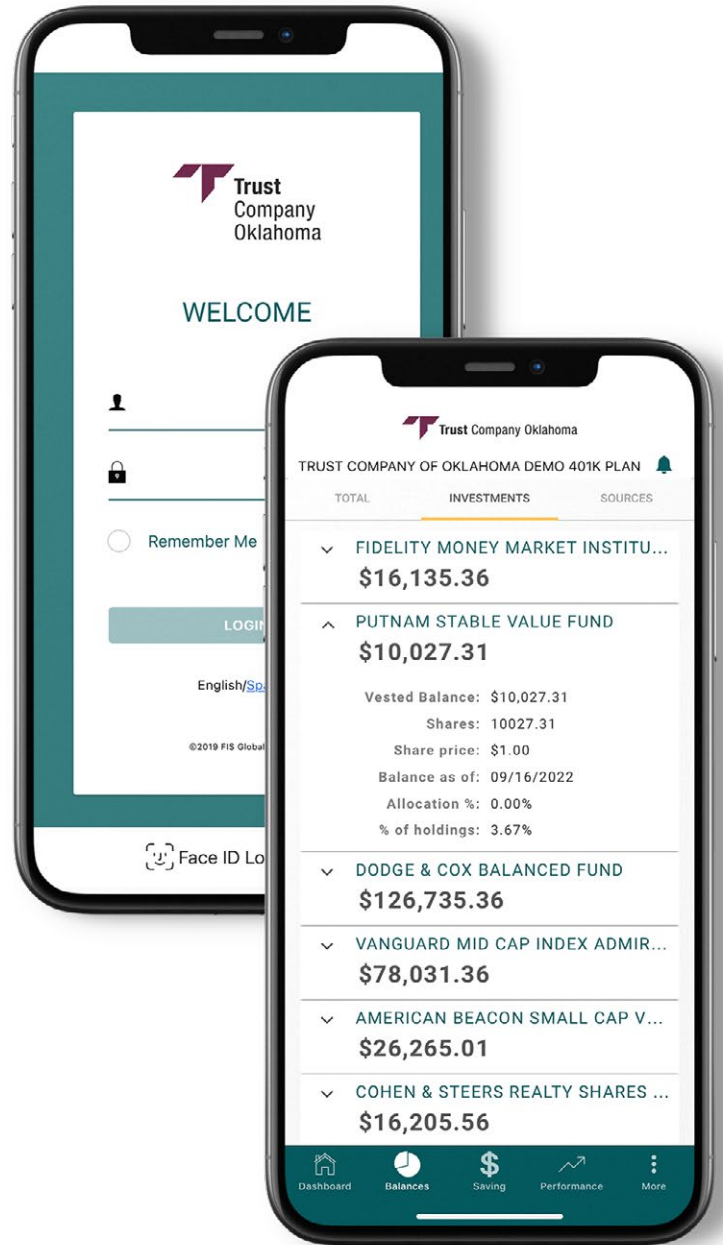 Trust
Company
Oklahoma
WELCOME
Remember Me
English/
©2019 FIS Global
Face ID
Trust Company Oklahoma
TRUST COMPANY OF OKLAHOMA DEMO 401K PLAN
TOTAL INVESTMENTS SOURCES
FIDELITY MONEY MARKET INSTITU...
$16,135.36
PUTNAM STABLE VALUE FUND
$10,027.31
Vested Balance: $10,027.31
Shares: 10027.31
Share price: $1.00
Balance as of: 09/16/2022
Allocation %: 0.00%
% of holdings: 3.67%
DODGE & COX BALANCED FUND
$126,735.36
VANGUARD MID CAP INDEX ADMIR...
$78,031.36
AMERICAN BEACON SMALL CAP V...
$26,265.01
COHEN & STEERS REALTY SHARES ...
$16,205.56
Dashboard Balances Saving Performance More